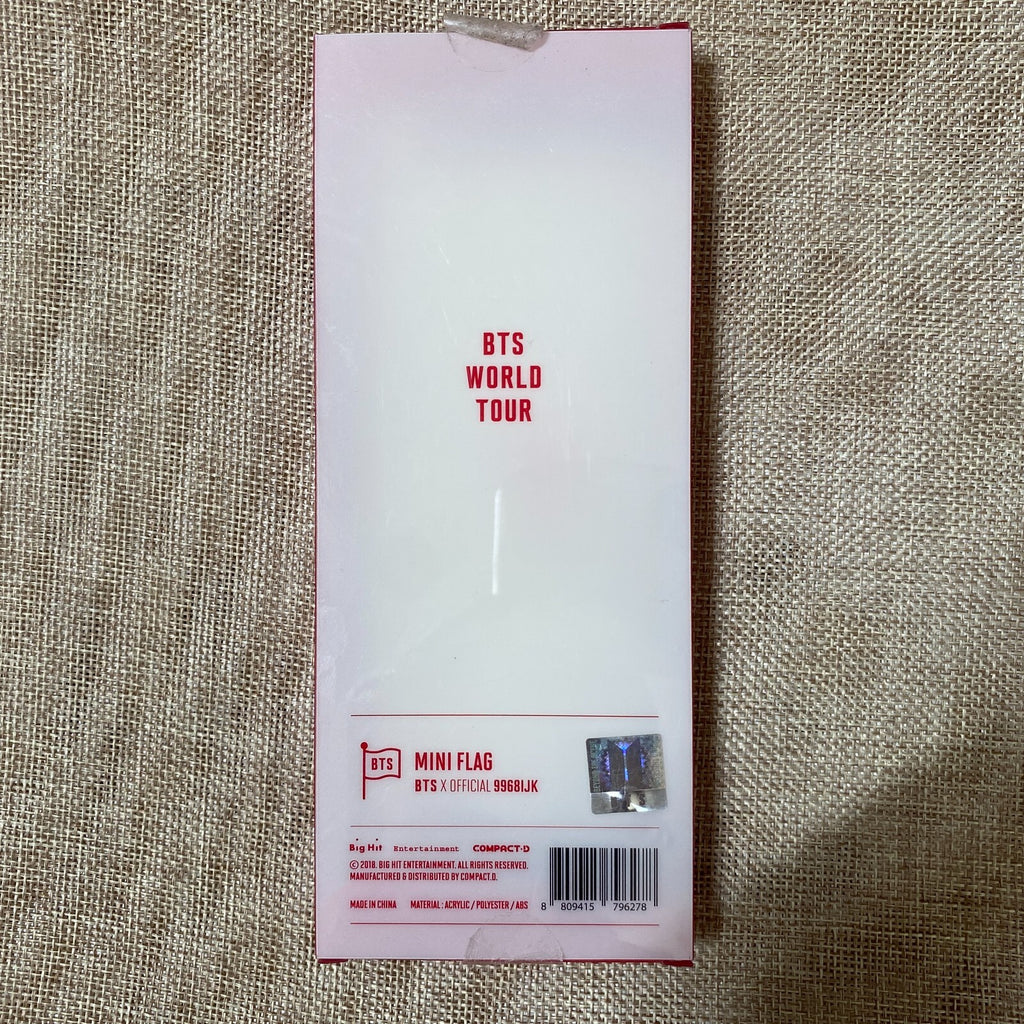 BTS
WORLD
TOUR
BTS
MINI FLAG
BTS X OFFICIAL 9968IJK
Big Hit Entertainment COMPACT·D
© 2018. BIG HIT ENTERTAINMENT. ALL RIGHTS RESERVED.
MANUFACTURED & DISTRIBUTED BY COMPACT.D.
MADE IN CHINA MATERIAL : ACRYLIC / POLYESTER / ABS
8 809415 796278